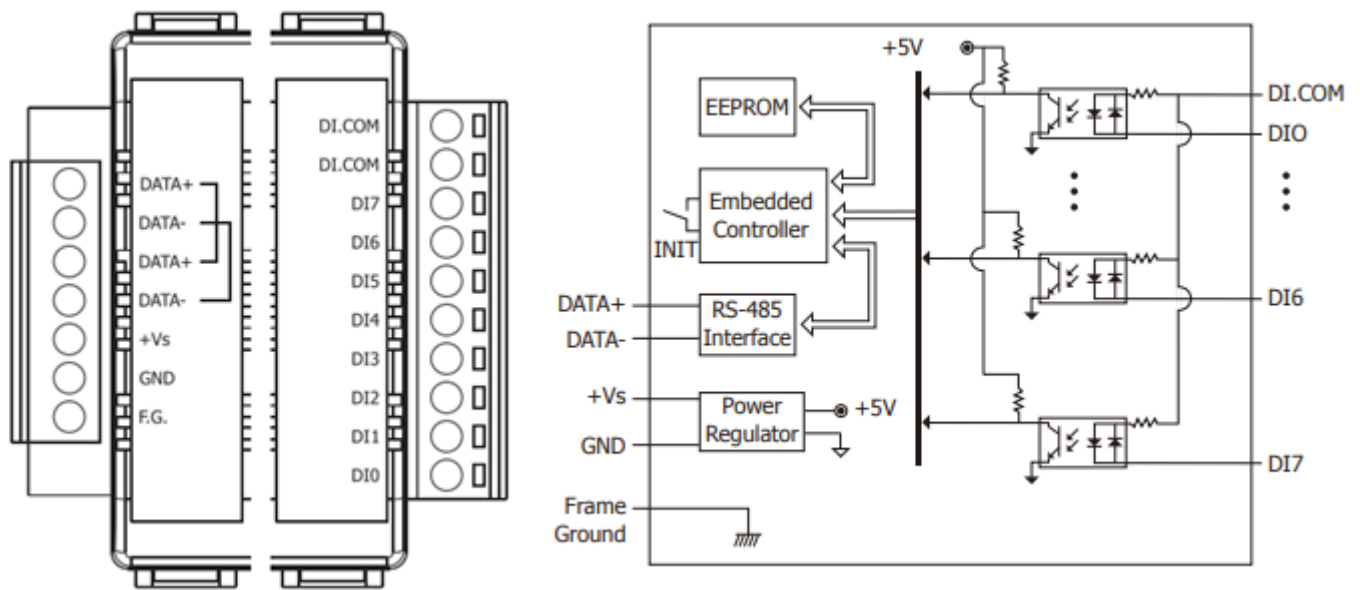 DATA+
DATA-
DATA+
DATA-
+Vs
GND
F.G.
DI.COM
DI.COM
DI7
DI6
DI5
DI4
DI3
DI2
DI1
DI0
+5V
EEPROM
Embedded
Controller
INIT
DATA+
DATA-
RS-485
Interface
+Vs
GND
Power
Regulator
+5V
Frame
Ground
DI.COM
DIO
DI6
DI7